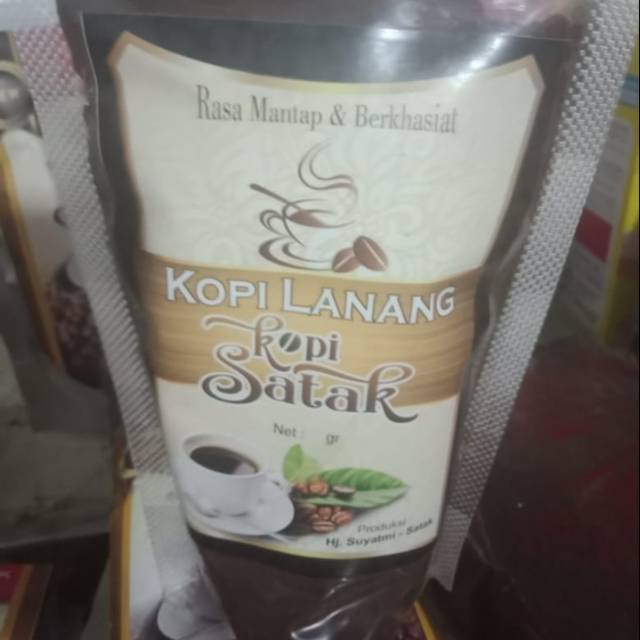 Rasa Mantap & Berkhasiat
KOPI LANANG
kopi
Satak
Net : gr
Produksi
Hj. Suyatmi - Satak